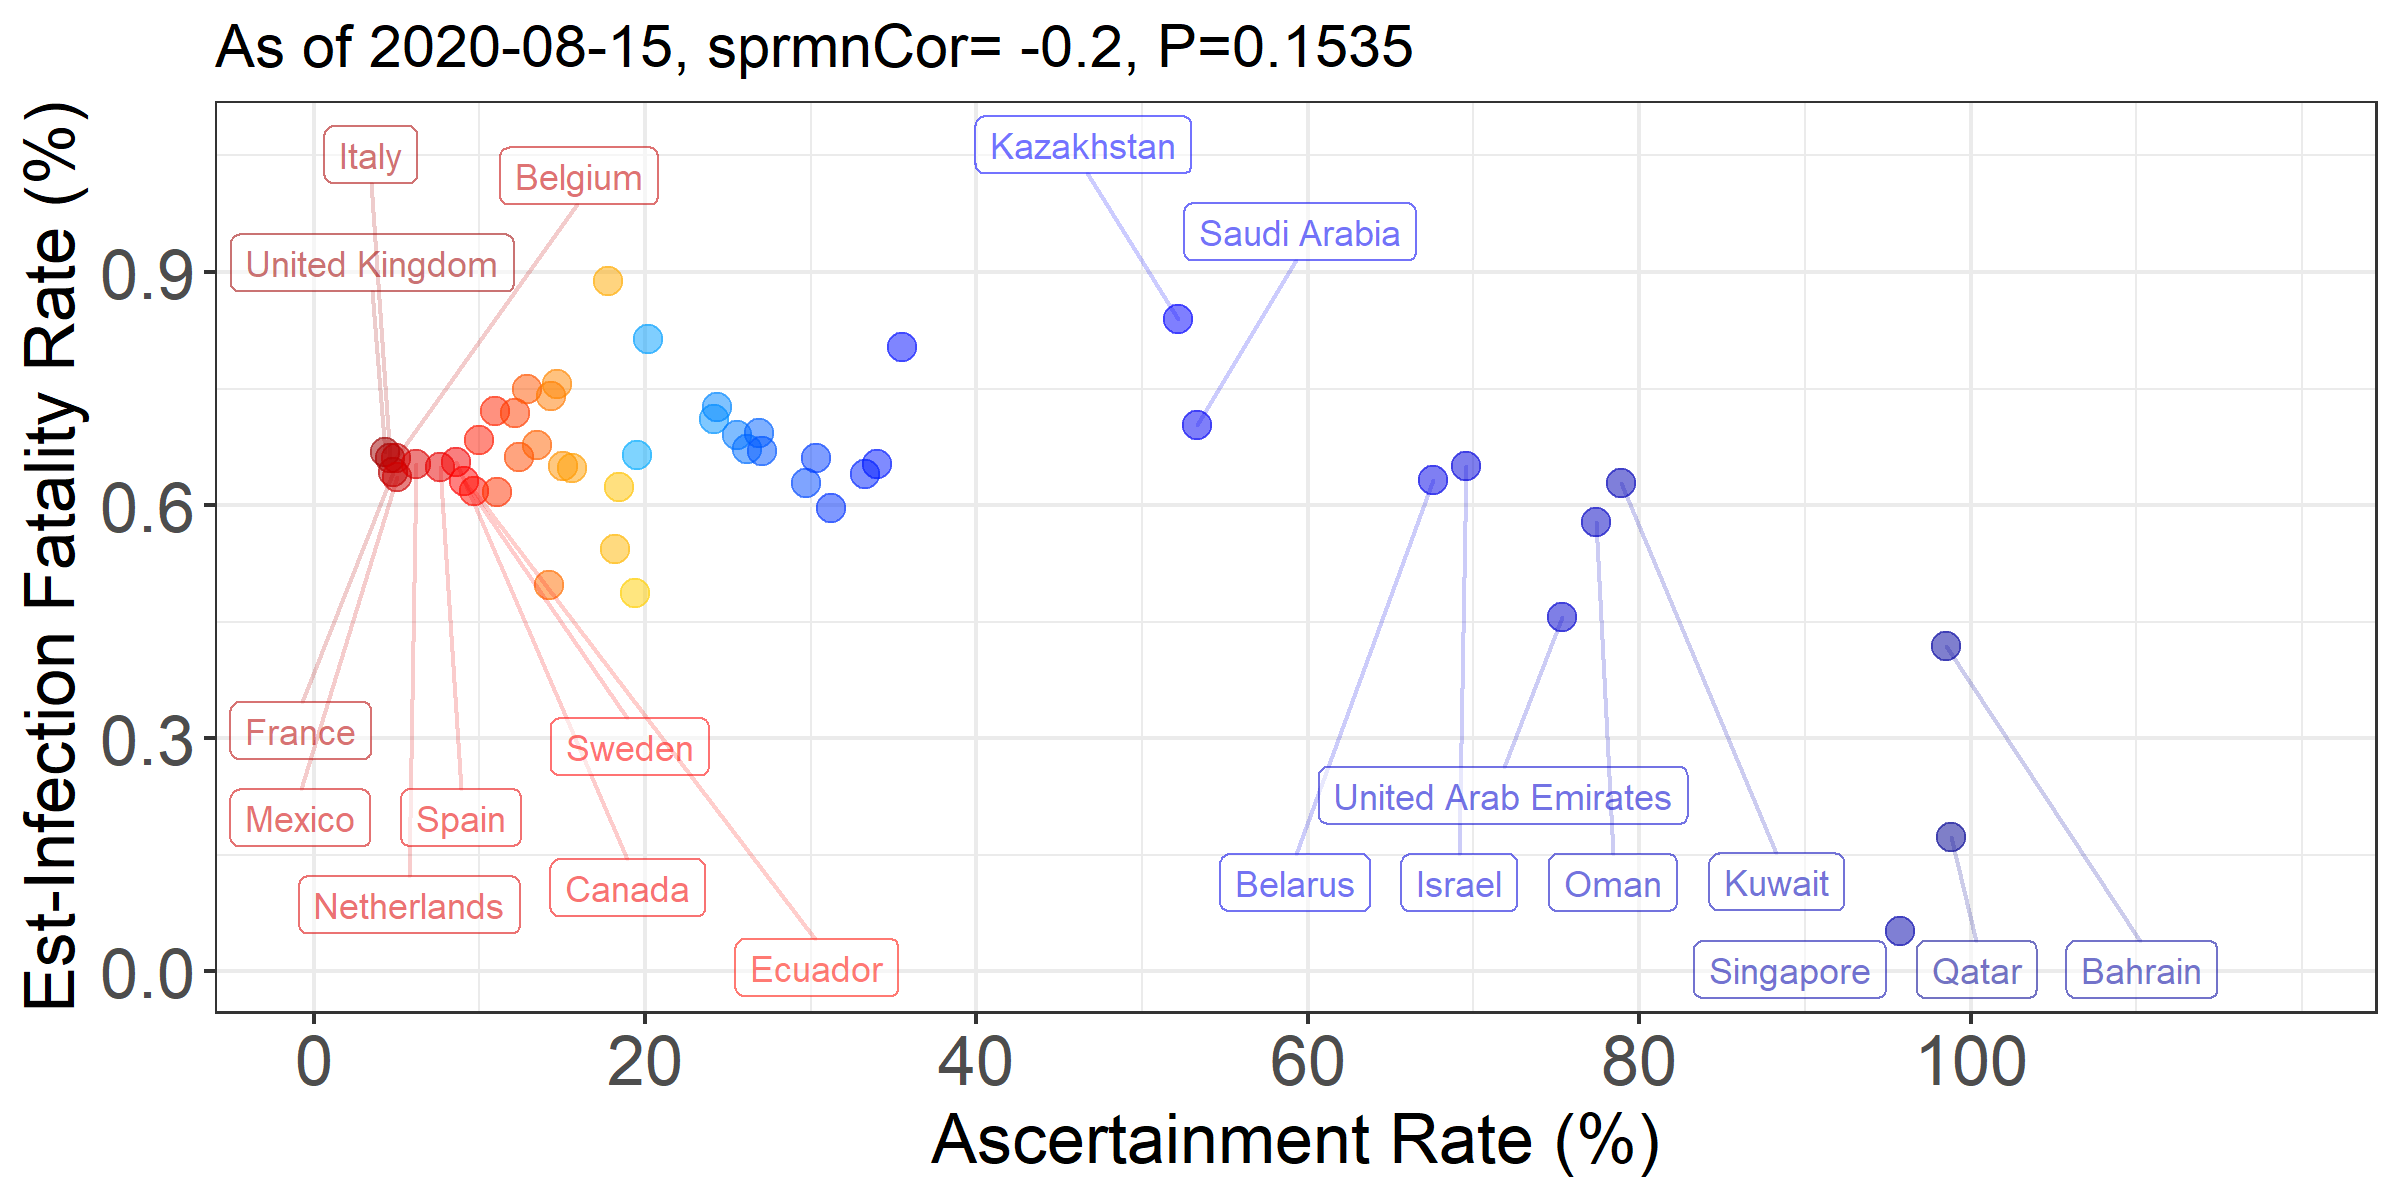 As of 2020-08-15, sprmnCor= -0.2, P=0.1535
Est-Infection Fatality Rate (%)
0.9
0.6
0.3
0.0
Italy
Belgium
United Kingdom
Kazakhstan
Saudi Arabia
France
Sweden
Mexico
Spain
Netherlands
Canada
Ecuador
United Arab Emirates
Belarus
Israel
Oman
Kuwait
Singapore
Qatar
Bahrain
0
20
40
60
80
100
Ascertainment Rate (%)